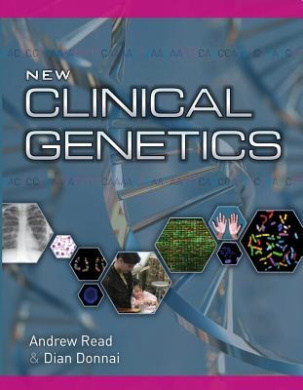 NEW
CLINICAL
GENETICS
Andrew Read
& Dian Donnai